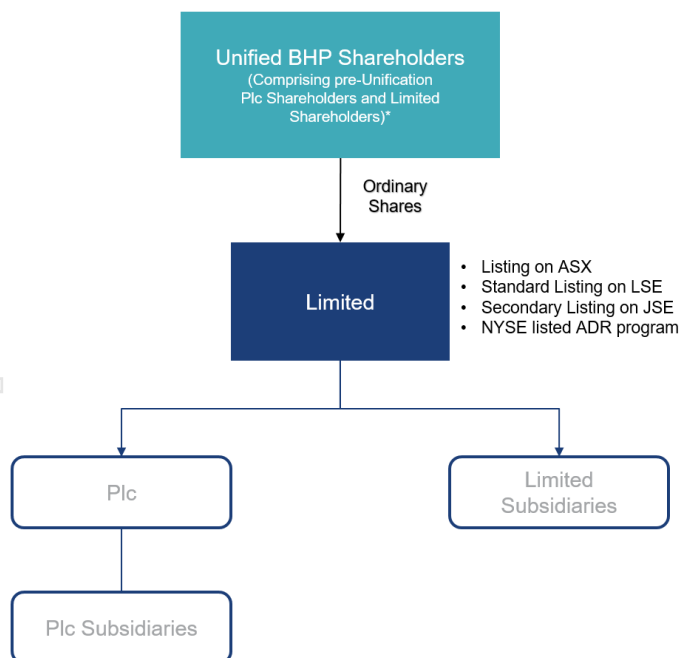 Unified BHP Shareholders
(Comprising pre-Unification
Plc Shareholders and Limited
Shareholders)*
Ordinary
Shares
Limited
• Listing on ASX
• Standard Listing on LSE
• Secondary Listing on JSE
• NYSE listed ADR program
Plc
Limited
Subsidiaries
Plc Subsidiaries